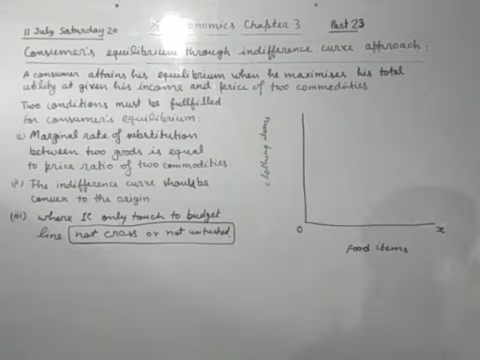 11 July Saturday 20 Economics Chapter 3 Part 23
Consumer's equilibrium through indifference curve approach:
A consumer attains his equilibrium when he maximises his total
utility at given his income and price of two commodities
Two conditions must be fullfilled
for consumer's equilibrium:
i) Marginal rate of substitution
between two goods is equal
to price ratio of two commodities.
ii) The indifference curve should be
convex to the origin
(iii) where IC only touch to budget
line not cross or not untuched.
clothing items
O
x
Food items